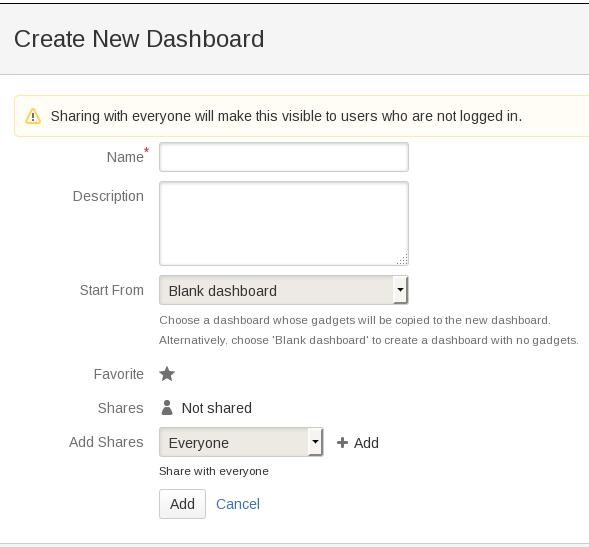 Create New Dashboard
Sharing with everyone will make this visible to users who are not logged in.
Name*
Description
Start From Blank dashboard
Choose a dashboard whose gadgets will be copied to the new dashboard.
Alternatively, choose 'Blank dashboard' to create a dashboard with no gadgets.
Favorite
Shares Not shared
Add Shares Everyone + Add
Share with everyone
Add Cancel